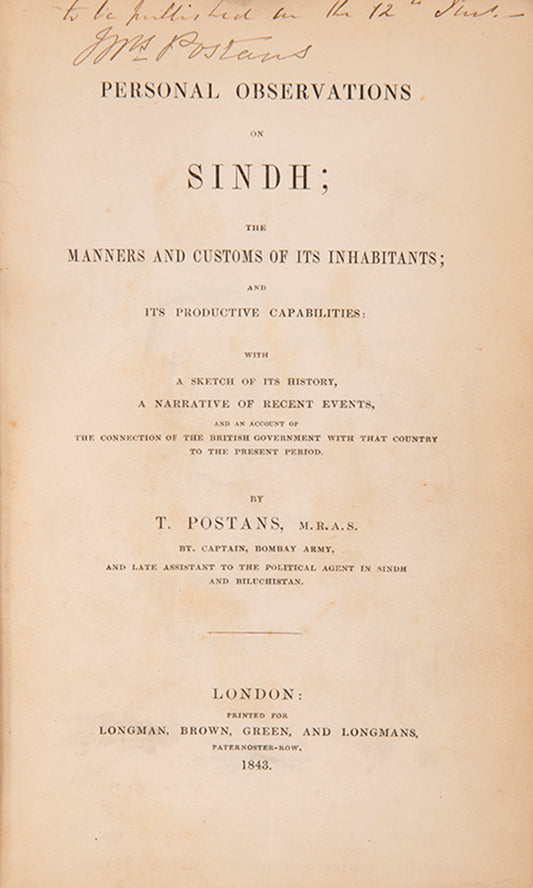 to be published on the 12th Inst.—
Mrs Postans
PERSONAL OBSERVATIONS
ON
SINDH;
THE
MANNERS AND CUSTOMS OF ITS INHABITANTS;
AND
ITS PRODUCTIVE CAPABILITIES:
WITH
A SKETCH OF ITS HISTORY,
A NARRATIVE OF RECENT EVENTS,
AND AN ACCOUNT OF
THE CONNECTION OF THE BRITISH GOVERNMENT WITH THAT COUNTRY
TO THE PRESENT PERIOD.
BY
T. POSTANS, M.R.A.S.
BT. CAPTAIN, BOMBAY ARMY,
AND LATE ASSISTANT TO THE POLITICAL AGENT IN SINDH
AND BILUCHISTAN.
LONDON:
PRINTED FOR
LONGMAN, BROWN, GREEN, AND LONGMANS,
PATERNOSTER-ROW.
1843.